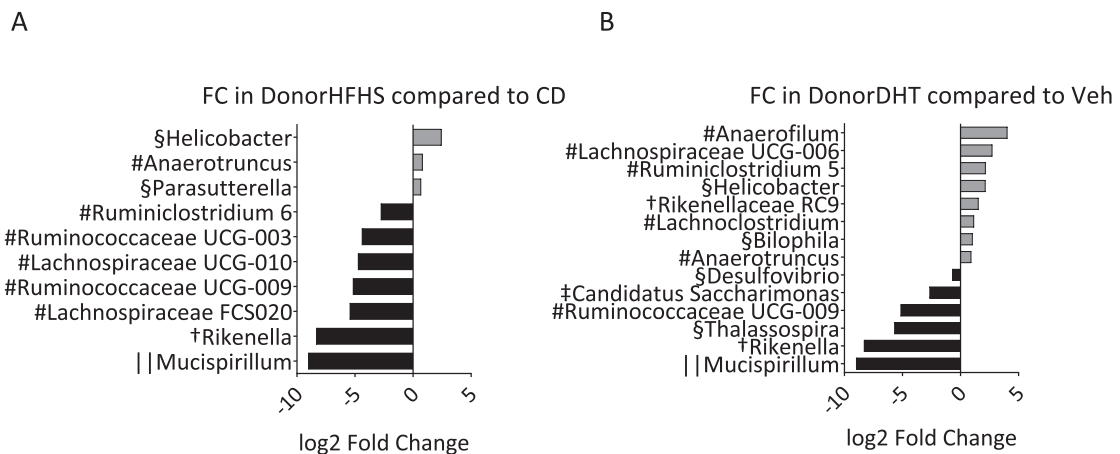 A
FC in DonorHFHS compared to CD
§Helicobacter
#Anaerotruncus
§Parasutterella
#Ruminiclostridium 6
#Ruminococcaceae UCG-003
#Lachnospiraceae UCG-010
#Ruminococcaceae UCG-009
#Lachnospiraceae FCS020
†Rikenella
||Mucispirillum
-10
-5
0
5
log2 Fold Change
B
FC in DonorDHT compared to Veh
#Anaerofilum
#Lachnospiraceae UCG-006
#Ruminiclostridium 5
§Helicobacter
†Rikenellaceae RC9
#Lachnoclostridium
§Bilophila
#Anaerotruncus
§Desulfovibrio
‡Candidatus Saccharimonas
#Ruminococcaceae UCG-009
§Thalassospira
†Rikenella
||Mucispirillum
-10
-5
0
5
log2 Fold Change